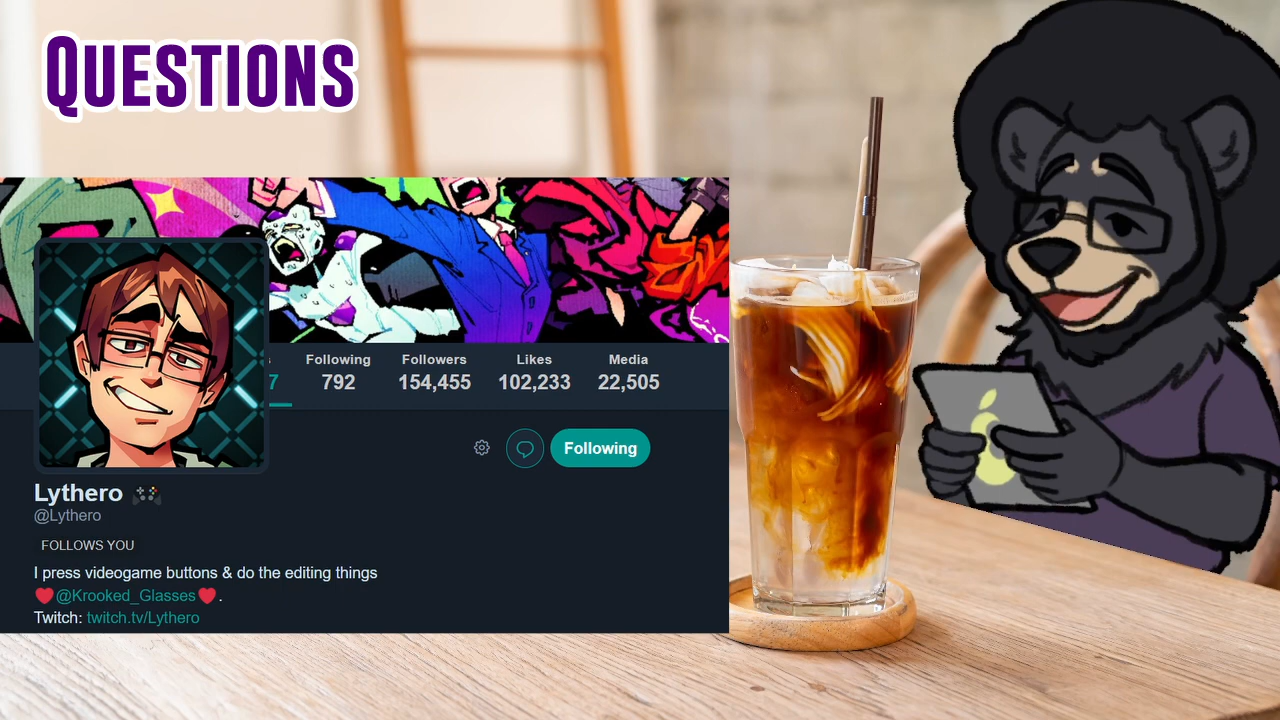 QUESTIONS
Following Followers Likes Media
7 792 154,455 102,233 22,505
Following
Lythero
@Lythero
FOLLOWS YOU
I press videogame buttons & do the editing things
❤️@Krooked_Glasses❤️.
Twitch: twitch.tv/Lythero